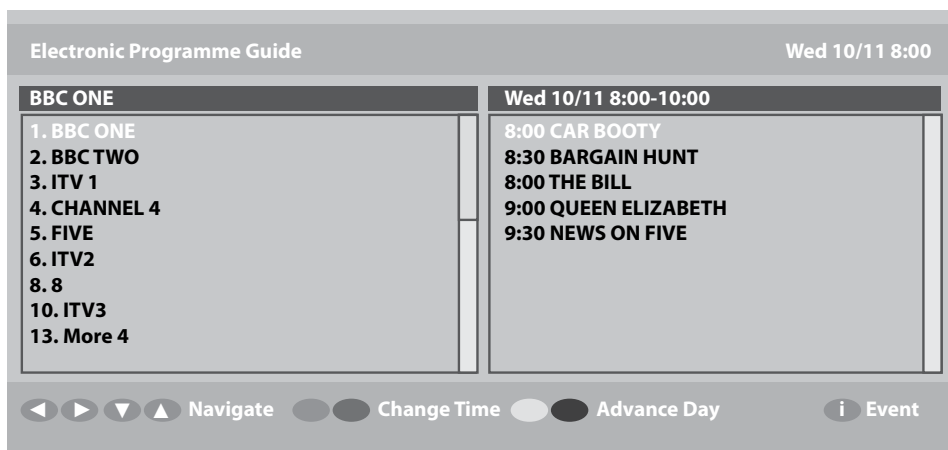 Electronic Programme Guide
Wed 10/11 8:00
BBC ONE
1. BBC ONE
2. BBC TWO
3. ITV 1
4. CHANNEL 4
5. FIVE
6. ITV2
8. 8
10. ITV3
13. More 4
Wed 10/11 8:00-10:00
8:00 CAR BOOTY
8:30 BARGAIN HUNT
8:00 THE BILL
9:00 QUEEN ELIZABETH
9:30 NEWS ON FIVE
Navigate Change Time Advance Day i Event